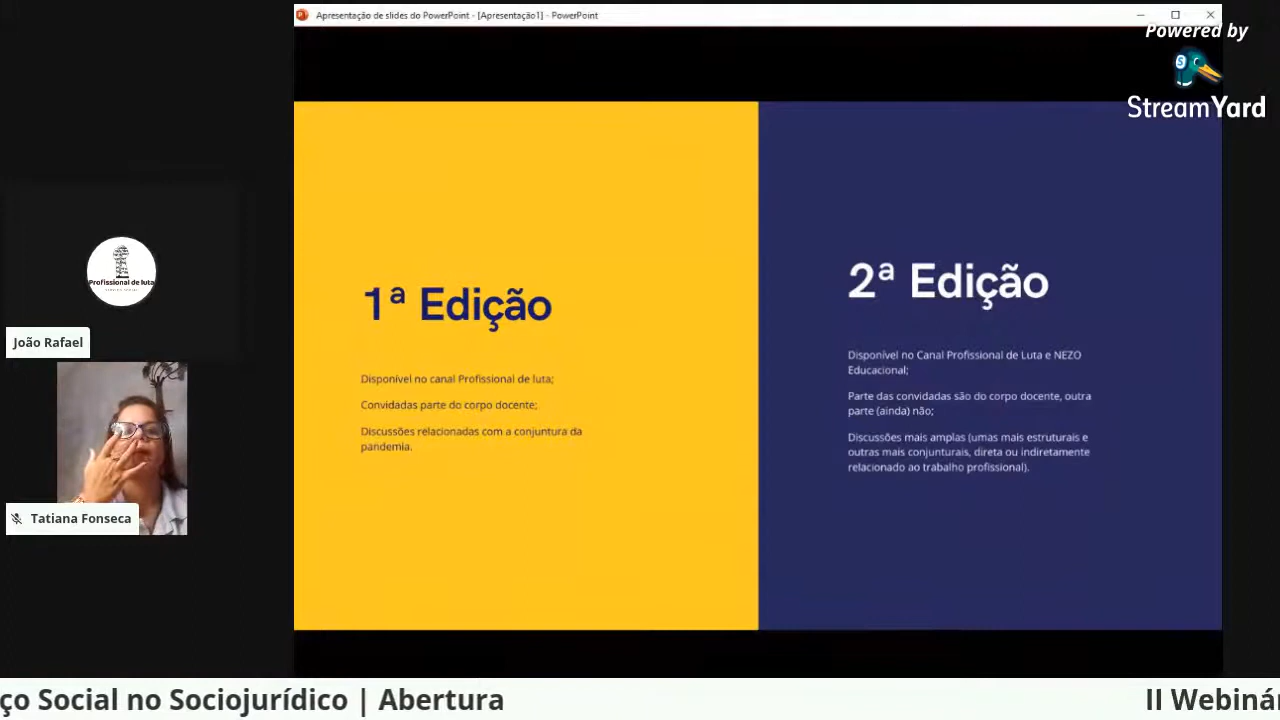 Apresentação de slides do PowerPoint - [Apresentação1] - PowerPoint
Powered by
StreamYard
Profissional de luta
João Rafael
Tatiana Fonseca
1ª Edição
Disponível no canal Profissional de luta;
Convidadas parte do corpo docente;
Discussões relacionadas com a conjuntura da
pandemia.
2ª Edição
Disponível no Canal Profissional de Luta e NEZO
Educacional;
Parte das convidadas são do corpo docente, outra
parte (ainda) não;
Discussões mais amplas (umas mais estruturais e
outras mais conjunturais, direta ou indiretamente
relacionado ao trabalho profissional).
ço Social no Sociojurídico | Abertura
II Webinár